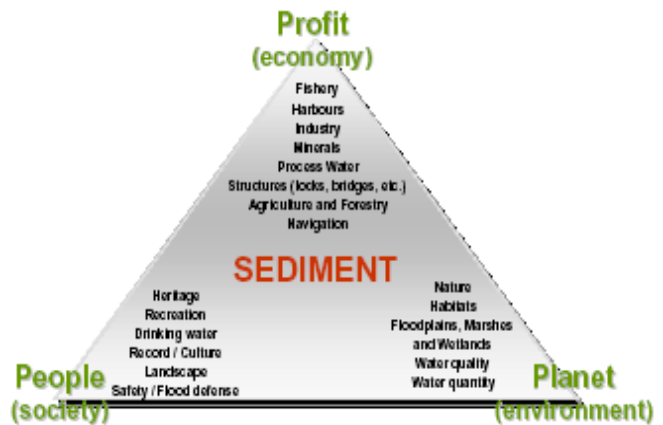 Profit
(economy)
Fishery
Harbours
Industry
Minerals
Process Water
Structures (locks, bridges, etc.)
Agriculture and Forestry
Navigation
SEDIMENT
Heritage
Recreation
Drinking water
Record / Culture
Landscape
Safety / Flood defense
Nature
Habitats
Floodplains, Marshes
and Wetlands
Water quality
Water quantity
People
(society)
Planet
(environment)